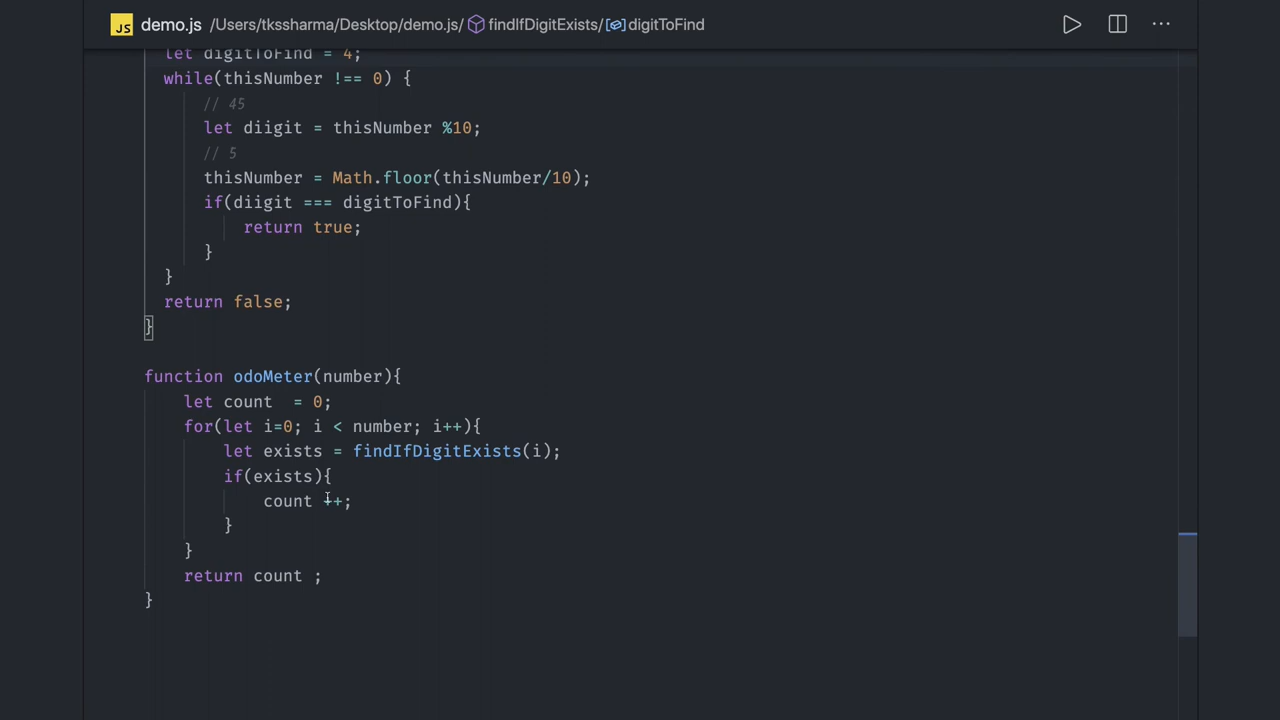 JS demo.js /Users/tkssharma/Desktop/demo.js/ findIfDigitExists/ digitToFind
let digitToFind = 4;
while(thisNumber !== 0) {
// 45
let diigit = thisNumber %10;
// 5
thisNumber = Math.floor(thisNumber/10);
if(diigit === digitToFind){
return true;
}
}
return false;
}
function odoMeter(number){
let count  = 0;
for(let i=0; i < number; i++){
let exists = findIfDigitExists(i);
if(exists){
count ++;
}
}
return count ;
}